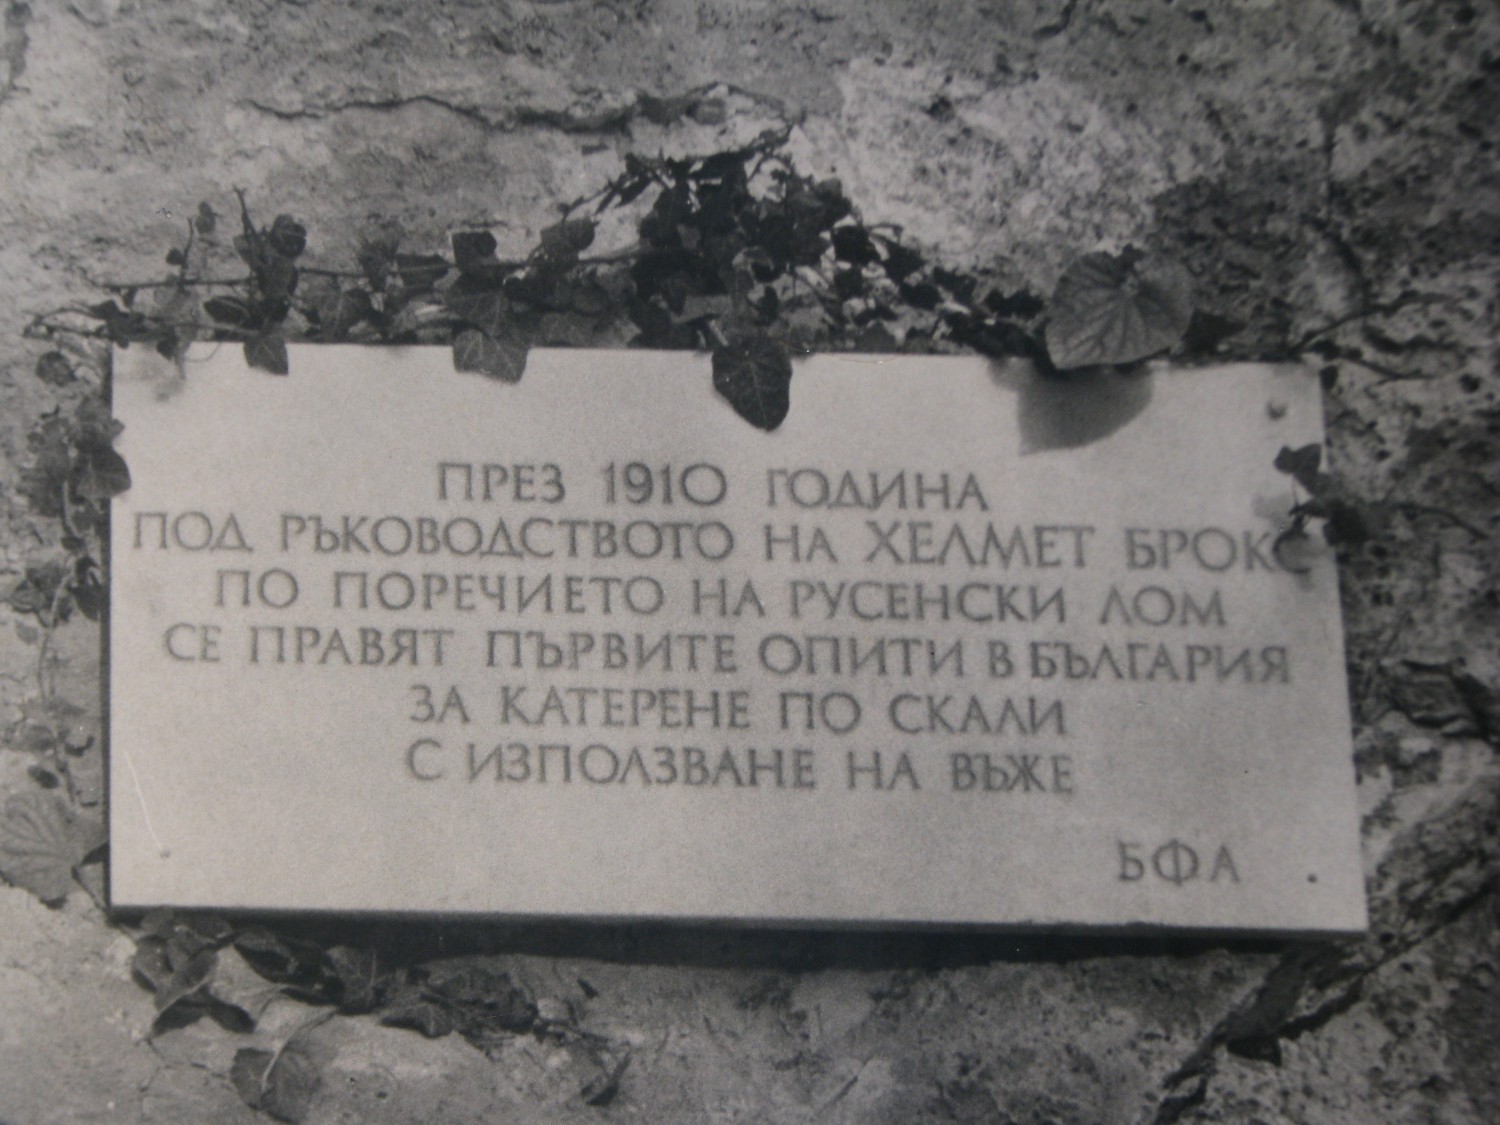 ПРЕЗ 1910 ГОДИНА
ПОД РЪКОВОДСТВОТО НА ХЕЛМЕТ БРОКС
ПО ПОРЕЧИЕТО НА РУСЕНСКИ ЛОМ
СЕ ПРАВЯТ ПЪРВИТЕ ОПИТИ В БЪЛГАРИЯ
ЗА КАТЕРЕНЕ ПО СКАЛИ
С ИЗПОЛЗВАНЕ НА ВЪЖЕ
БФА